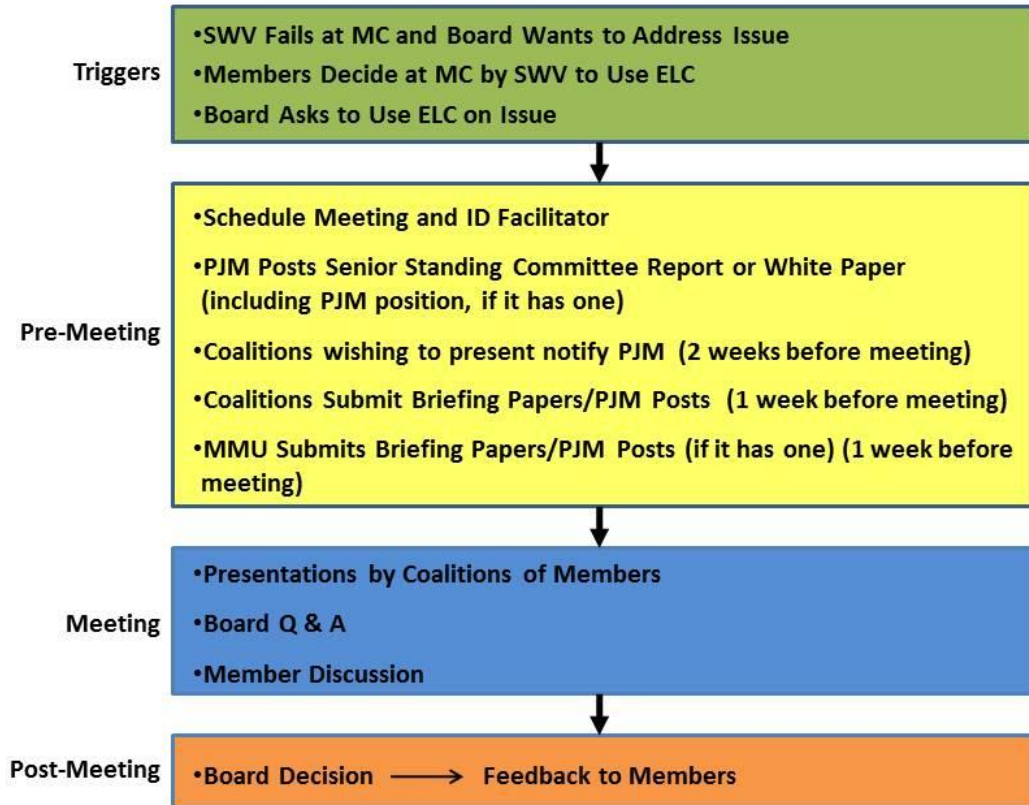 Triggers
•SWV Fails at MC and Board Wants to Address Issue
•Members Decide at MC by SWV to Use ELC
•Board Asks to Use ELC on Issue
Pre-Meeting
•Schedule Meeting and ID Facilitator
•PJM Posts Senior Standing Committee Report or White Paper
(including PJM position, if it has one)
•Coalitions wishing to present notify PJM (2 weeks before meeting)
•Coalitions Submit Briefing Papers/PJM Posts (1 week before meeting)
•MMU Submits Briefing Papers/PJM Posts (if it has one) (1 week before
meeting)
Meeting
•Presentations by Coalitions of Members
•Board Q & A
•Member Discussion
Post-Meeting
•Board Decision ⟶ Feedback to Members